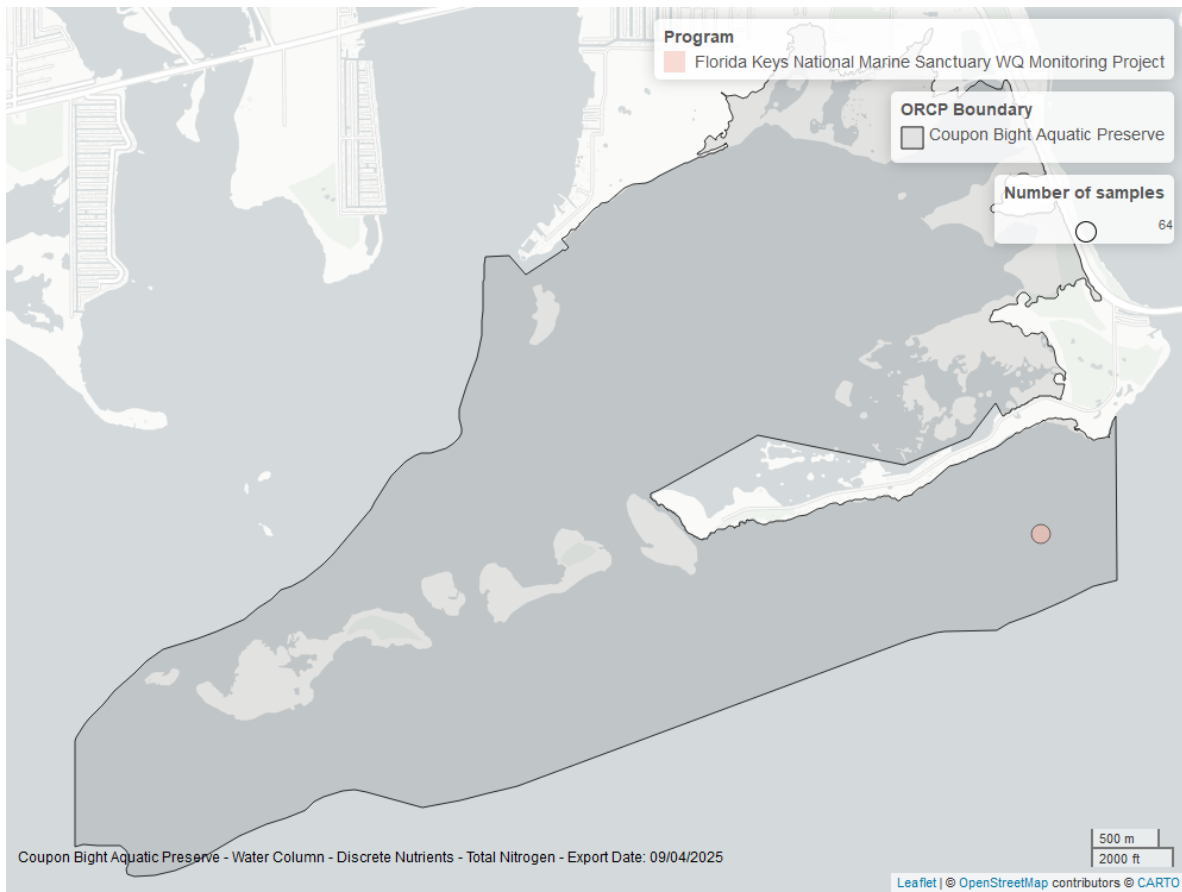 Program
Florida Keys National Marine Sanctuary WQ Monitoring Project
ORCP Boundary
Coupon Bight Aquatic Preserve
Number of samples
64
500 m
2000 ft
Coupon Bight Aquatic Preserve - Water Column - Discrete Nutrients - Total Nitrogen - Export Date: 09/04/2025
Leaflet | © OpenStreetMap contributors © CARTO